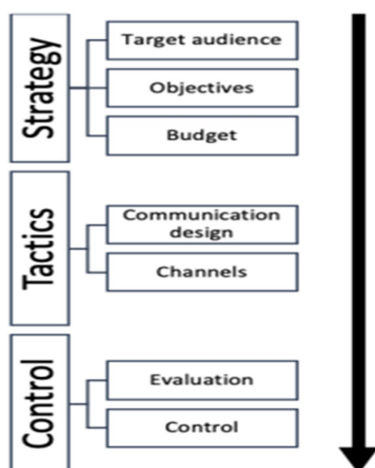 Strategy
Target audience
Objectives
Budget
Tactics
Communication
design
Channels
Control
Evaluation
Control